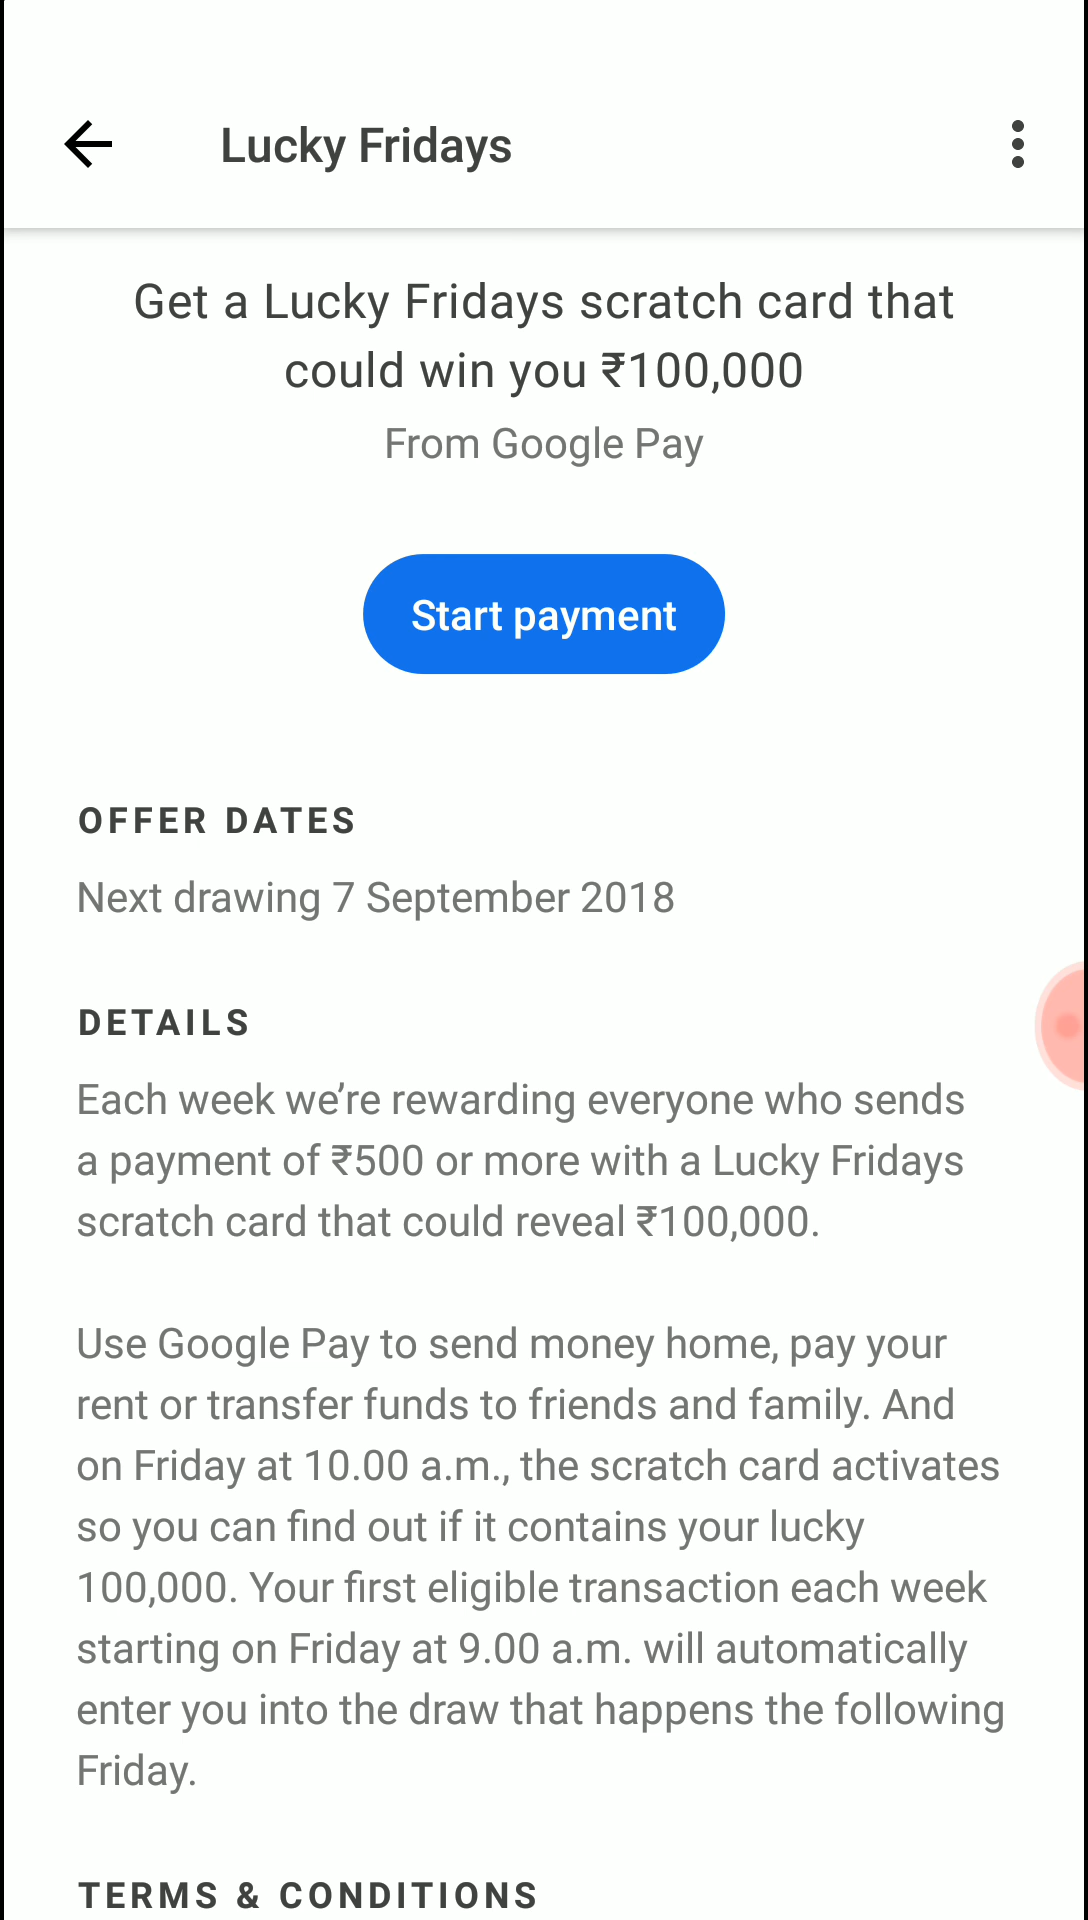 Lucky Fridays
Get a Lucky Fridays scratch card that
could win you ₹100,000
From Google Pay
Start payment
OFFER DATES
Next drawing 7 September 2018
DETAILS
Each week we’re rewarding everyone who sends
a payment of ₹500 or more with a Lucky Fridays
scratch card that could reveal ₹100,000.
Use Google Pay to send money home, pay your
rent or transfer funds to friends and family. And
on Friday at 10.00 a.m., the scratch card activates
so you can find out if it contains your lucky
100,000. Your first eligible transaction each week
starting on Friday at 9.00 a.m. will automatically
enter you into the draw that happens the following
Friday.
TERMS & CONDITIONS